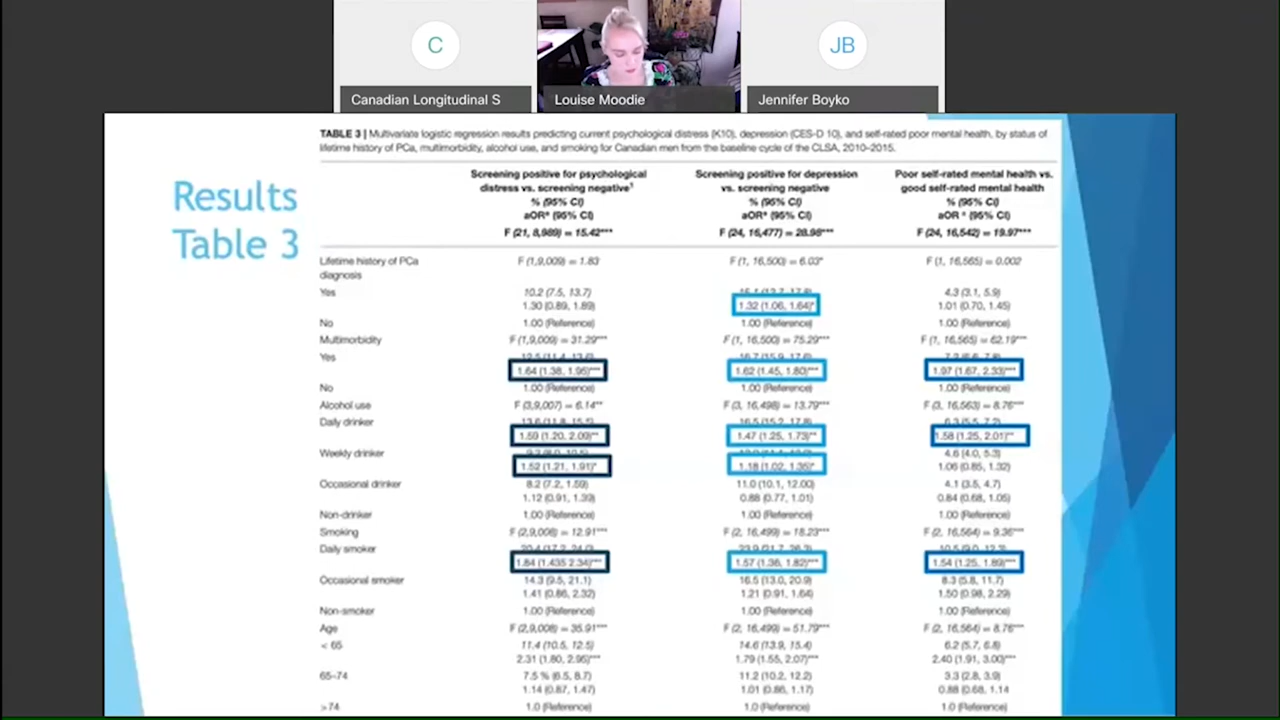 C
JB
Canadian Longitudinal S
Louise Moodie
Jennifer Boyko
Results
Table 3
TABLE 3 | Multivariate logistic regression results predicting current psychological distress (K10), depression (CES-D 10), and self-rated poor mental health, by status of
lifetime history of PCa, multimorbidity, alcohol use, and smoking for Canadian men from the baseline cycle of the CLSA, 2010–2015.
Screening positive for psychological distress vs. screening negative¹ % (95% CI) aORᵃ (95% CI)
Screening positive for depression vs. screening negative % (95% CI) aORᵃ (95% CI)
Poor self-rated mental health vs. good self-rated mental health % (95% CI) aOR ᵃ (95% CI)
F (21, 8,989) = 15.42*** F (24, 16,477) = 28.98*** F (24, 16,542) = 19.97***
Lifetime history of PCa diagnosis F (1,9,009) = 1.83 F (1, 16,500) = 6.03* F (1, 16,565) = 0.002
Yes 10.2 (7.5, 13.7) 4.3 (3.1, 5.9)
1.30 (0.89, 1.89) 1.32 (1.06, 1.64)* 1.01 (0.70, 1.45)
No 1.00 (Reference) 1.00 (Reference) 1.00 (Reference)
Multimorbidity F (1,9,009) = 31.29*** F (1, 16,500) = 75.29*** F (1, 16,565) = 62.19***
Yes
1.64 (1.38, 1.95)*** 1.62 (1.45, 1.80)*** 1.97 (1.67, 2.33)***
No 1.00 (Reference) 1.00 (Reference) 1.00 (Reference)
Alcohol use F (3,9,007) = 6.14** F (3, 16,498) = 13.79*** F (3, 16,563) = 8.76***
Daily drinker
1.59 (1.20, 2.09)** 1.47 (1.25, 1.73)** 1.58 (1.25, 2.01)**
Weekly drinker 4.6 (4.0, 5.3)
1.52 (1.21, 1.91)* 1.18 (1.02, 1.35)* 1.06 (0.85, 1.32)
Occasional drinker 8.2 (7.2, 1.59) 11.0 (10.1, 12.00) 4.1 (3.5, 4.7)
1.12 (0.91, 1.39) 0.88 (0.77, 1.01) 0.84 (0.68, 1.05)
Non-drinker 1.00 (Reference) 1.00 (Reference) 1.00 (Reference)
Smoking F (2,9,008) = 12.91*** F (2, 16,499) = 18.23*** F (2, 16,564) = 9.36***
Daily smoker
1.84 (1.435 2.34)*** 1.57 (1.36, 1.82)*** 1.54 (1.25, 1.89)***
Occasional smoker 14.3 (9.5, 21.1) 16.5 (13.0, 20.9) 8.3 (5.8, 11.7)
1.41 (0.86, 2.32) 1.21 (0.91, 1.64) 1.50 (0.98, 2.29)
Non-smoker 1.00 (Reference) 1.00 (Reference) 1.00 (Reference)
Age F (2,9,008) = 35.91*** F (2, 16,499) = 51.79*** F (2, 16,564) = 8.76***
< 65 11.4 (10.5, 12.5) 14.6 (13.9, 15.4) 6.2 (5.7, 6.8)
2.31 (1.80, 2.95)*** 1.79 (1.55, 2.07)*** 2.40 (1.91, 3.00)***
65–74 7.5 % (6.5, 8.7) 11.2 (10.2, 12.2) 3.3 (2.8, 3.9)
1.14 (0.87, 1.47) 1.01 (0.86, 1.17) 0.88 (0.68, 1.14
>74 1.0 (Reference) 1.0 (Reference) 1.0 (Reference)